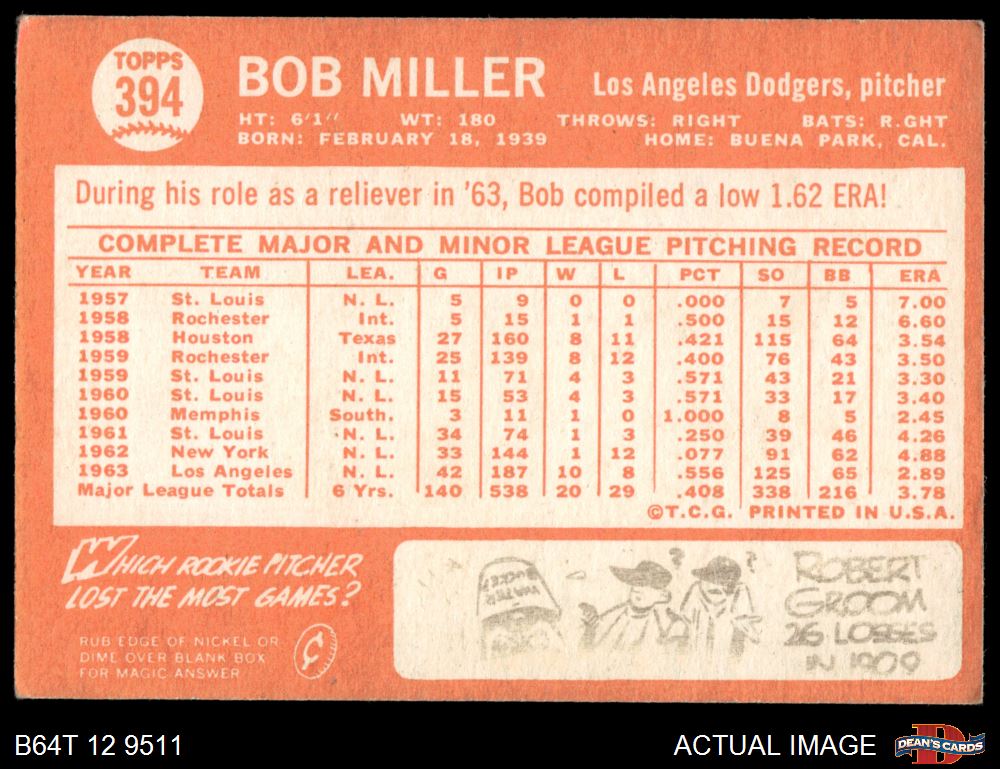 TOPPS
394
BOB MILLER
Los Angeles Dodgers, pitcher
HT: 6'1" WT: 180 THROWS: RIGHT BATS: R.GHT
BORN: FEBRUARY 18, 1939 HOME: BUENA PARK, CAL.
During his role as a reliever in '63, Bob compiled a low 1.62 ERA!
COMPLETE MAJOR AND MINOR LEAGUE PITCHING RECORD
YEAR TEAM LEA. G IP W L PCT SO BB ERA
1957 St. Louis N. L. 5 9 0 0 .000 7 5 7.00
1958 Rochester Int. 5 15 1 1 .500 15 12 6.60
1958 Houston Texas 27 160 8 11 .421 115 64 3.54
1959 Rochester Int. 25 139 8 12 .400 76 43 3.50
1959 St. Louis N. L. 11 71 4 3 .571 43 21 3.30
1960 St. Louis N. L. 15 53 4 3 .571 33 17 3.40
1960 Memphis South. 3 11 1 0 1.000 8 5 2.45
1961 St. Louis N. L. 34 74 1 3 .250 39 46 4.26
1962 New York N. L. 33 144 1 12 .077 91 62 4.88
1963 Los Angeles N. L. 42 187 10 8 .556 125 65 2.89
Major League Totals 6 Yrs. 140 538 20 29 .408 338 216 3.78
©T.C.G. PRINTED IN U.S.A.
WHICH ROOKIE PITCHER
LOST THE MOST GAMES?
RUB EDGE OF NICKEL OR
DIME OVER BLANK BOX
FOR MAGIC ANSWER
¢
WATER
BUCKET
? ?
ROBERT
GROOM
26 LOSSES
IN 1909
B64T 12 9511
ACTUAL IMAGE
D
DEAN'S CARDS